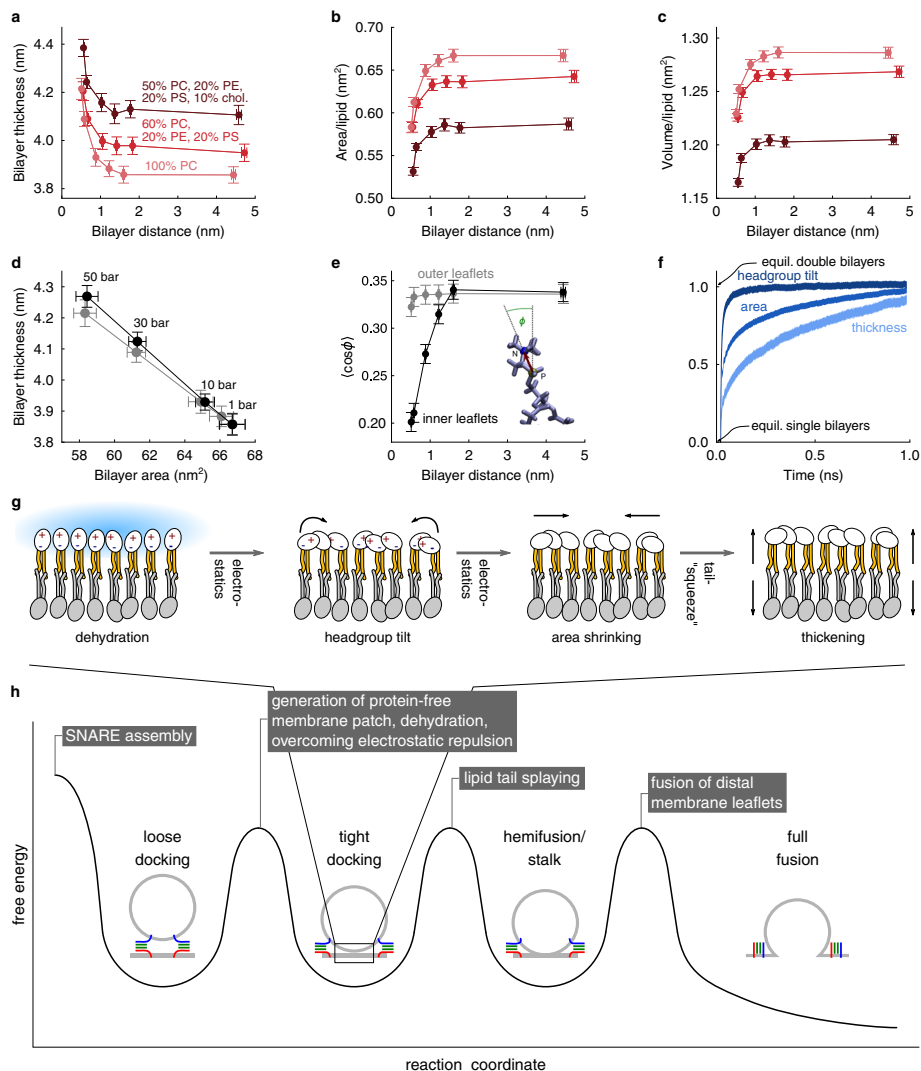 a
Bilayer thickness (nm)
4.4
4.2
4.0
3.8
0 1 2 3 4 5
Bilayer distance (nm)
50% PC, 20% PE,
20% PS, 10% chol.
60% PC,
20% PE, 20% PS
100% PC
b
Area/lipid (nm²)
0.70
0.65
0.60
0.55
0.50
0 1 2 3 4 5
Bilayer distance (nm)
c
Volume/lipid (nm²)
1.30
1.25
1.20
1.15
0 1 2 3 4 5
Bilayer distance (nm)
d
Bilayer thickness (nm)
4.3
4.2
4.1
4.0
3.9
3.8
50 bar
30 bar
10 bar
1 bar
58 60 62 64 66 68
Bilayer area (nm²)
e
⟨cosϕ⟩
0.35
0.30
0.25
0.20
outer leaflets
inner leaflets
ϕ
N
P
0 1 2 3 4 5
Bilayer distance (nm)
f
equil. double bilayers
headgroup tilt
area
thickness
equil. single bilayers
1.0
0.5
0.0
0.0 0.5 1.0
Time (ns)
g
+ + + + + + + +
- - - - - - - -
dehydration
electro-
statics
headgroup tilt
electro-
statics
area shrinking
tail-
"squeeze"
thickening
h
free energy
SNARE assembly
generation of protein-free
membrane patch, dehydration,
overcoming electrostatic repulsion
lipid tail splaying
fusion of distal
membrane leaflets
loose
docking
tight
docking
hemifusion/
stalk
full
fusion
reaction coordinate